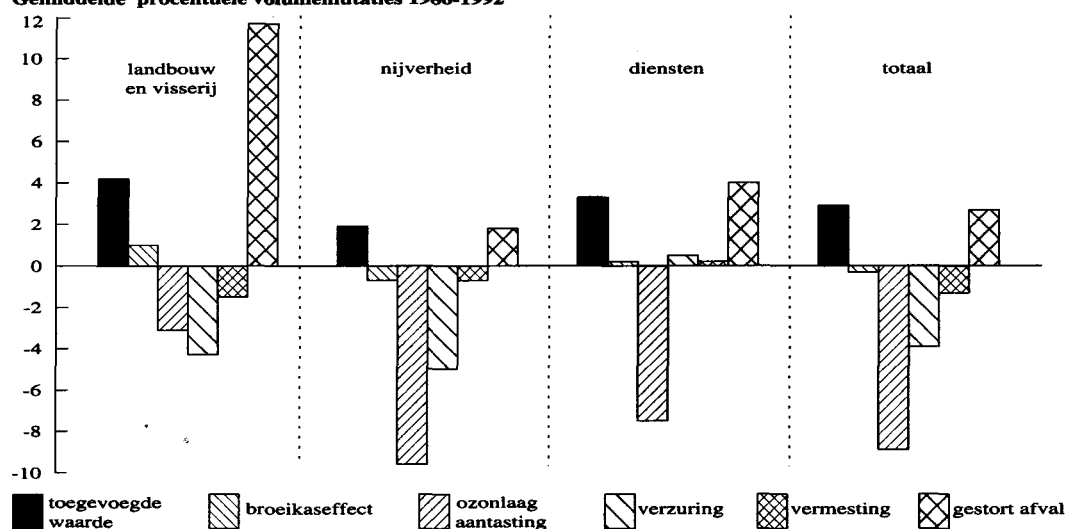 Gemiddelde procentuele volumemutaties 1986-1992
12
10
8
6
4
2
0
-2
-4
-6
-8
-10
landbouw
en visserij
nijverheid
diensten
totaal
toegevoegde
waarde
broeikaseffect
ozonlaag
aantasting
verzuring
vermesting
gestort afval